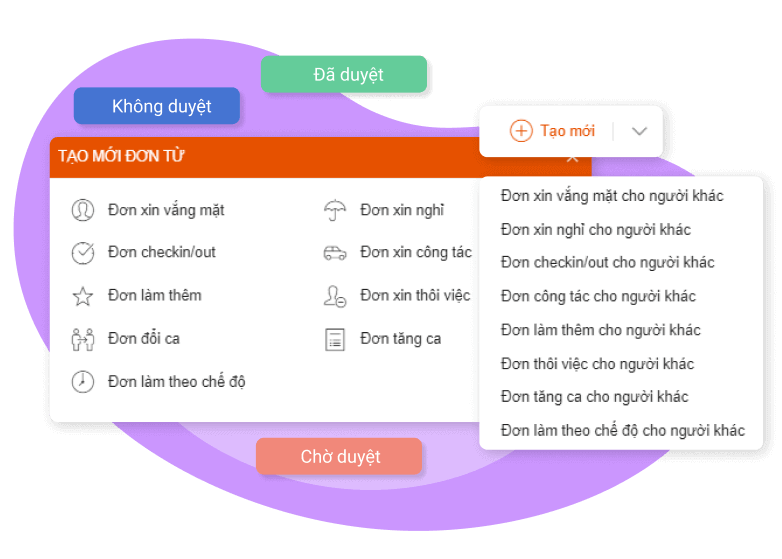 Đã duyệt
Không duyệt
Tạo mới
TẠO MỚI ĐƠN TỪ
Đơn xin vắng mặt
Đơn xin nghỉ
Đơn checkin/out
Đơn xin công tác
Đơn làm thêm
Đơn xin thôi việc
Đơn đổi ca
Đơn tăng ca
Đơn làm theo chế độ
Đơn xin vắng mặt cho người khác
Đơn xin nghỉ cho người khác
Đơn checkin/out cho người khác
Đơn công tác cho người khác
Đơn làm thêm cho người khác
Đơn thôi việc cho người khác
Đơn tăng ca cho người khác
Đơn làm theo chế độ cho người khác
Chờ duyệt